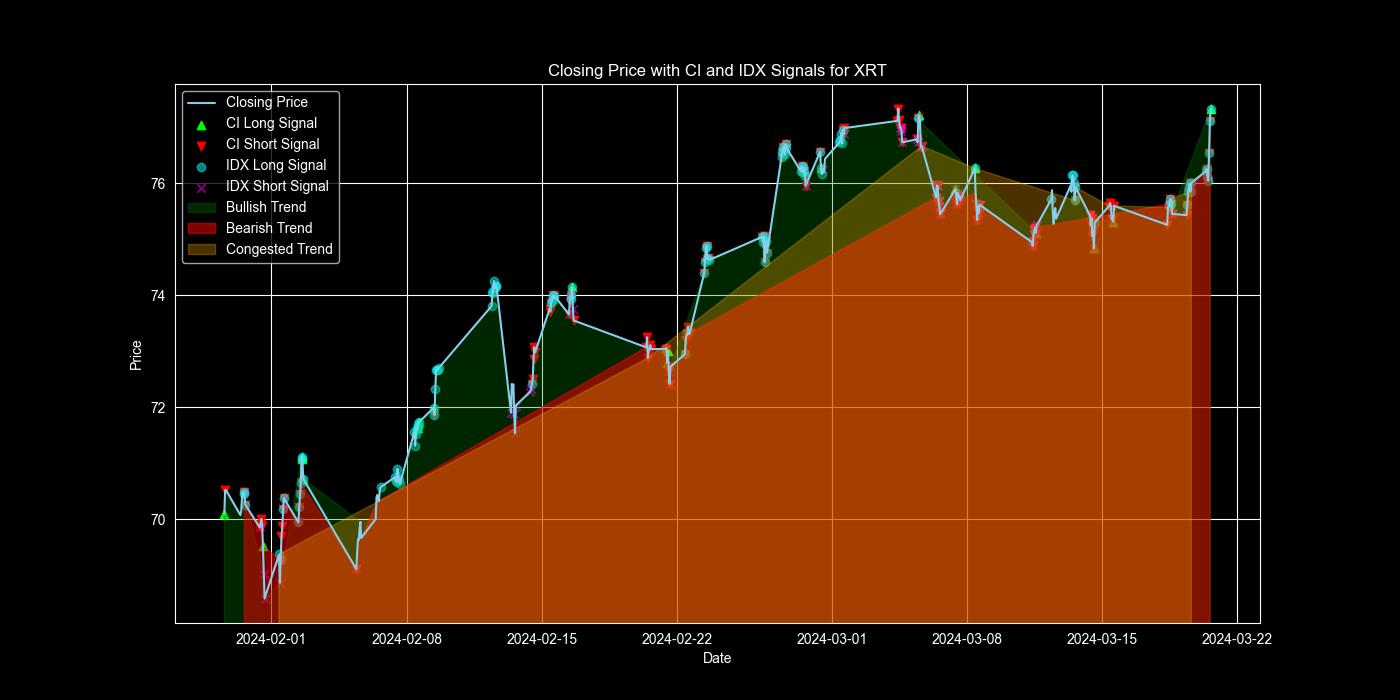 Closing Price with CI and IDX Signals for XRT
Closing Price
CI Long Signal
CI Short Signal
IDX Long Signal
IDX Short Signal
Bullish Trend
Bearish Trend
Congested Trend
Price
76
74
72
70
2024-02-01 2024-02-08 2024-02-15 2024-02-22 2024-03-01 2024-03-08 2024-03-15 2024-03-22
Date